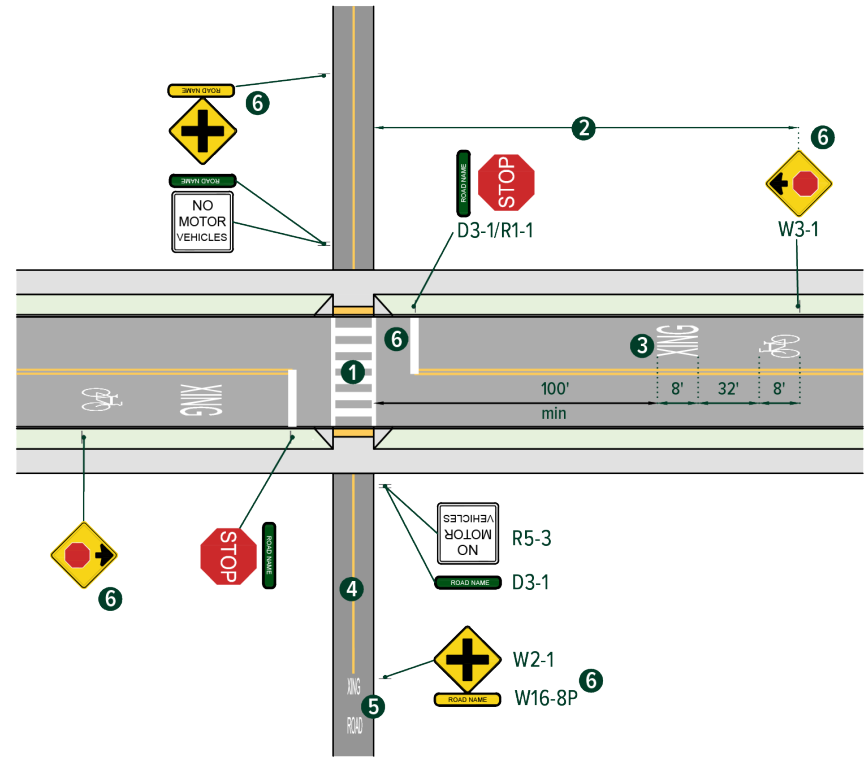 ROAD NAME
6
2
6
ROAD NAME
NO
MOTOR
VEHICLES
ROAD NAME
STOP
D3-1/R1-1
W3-1
6
3
XING
1
100'
min
8'
32'
8'
XING
STOP
ROAD NAME
6
NO
MOTOR
VEHICLES
R5-3
ROAD NAME
D3-1
4
W2-1
6
ROAD NAME
W16-8P
XING
5
ROAD